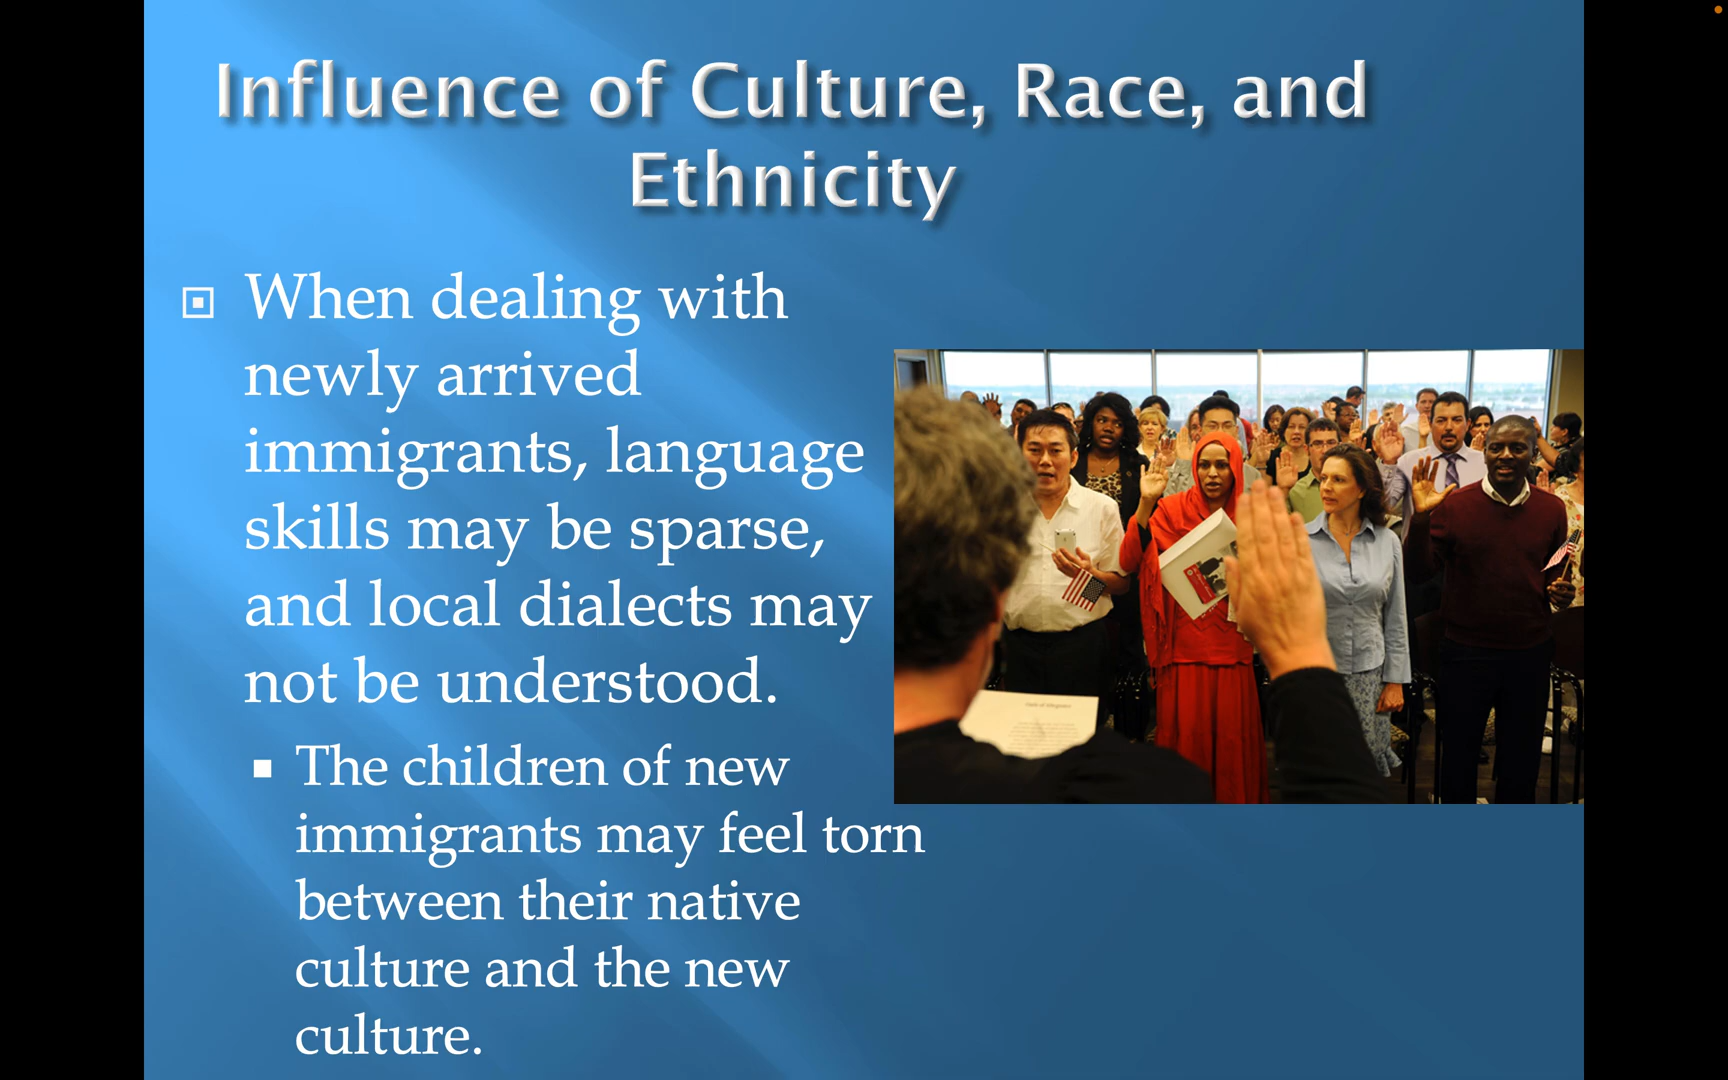 Influence of Culture, Race, and
Ethnicity
When dealing with
newly arrived
immigrants, language
skills may be sparse,
and local dialects may
not be understood.
The children of new
immigrants may feel torn
between their native
culture and the new
culture.